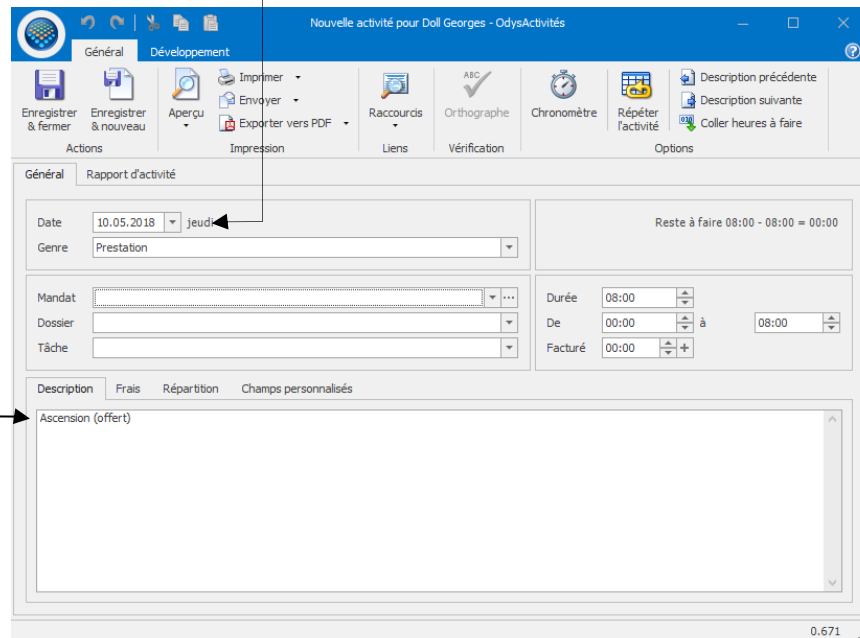 Nouvelle activité pour Doll Georges - OdysActivités
Général Développement
Enregistrer & fermer
Enregistrer & nouveau
Actions
Aperçu
Imprimer
Envoyer
Exporter vers PDF
Impression
Raccourcis
Liens
ABC
Orthographe
Vérification
Chronomètre
Répéter l'activité
Description précédente
Description suivante
Coller heures à faire
Options
Général Rapport d'activité
Date 10.05.2018 jeudi
Reste à faire 08:00 - 08:00 = 00:00
Genre Prestation
Mandat
Durée 08:00
Dossier
De 00:00 à 08:00
Tâche
Facturé 00:00
Description Frais Répartition Champs personnalisés
Ascension (offert)
0.671